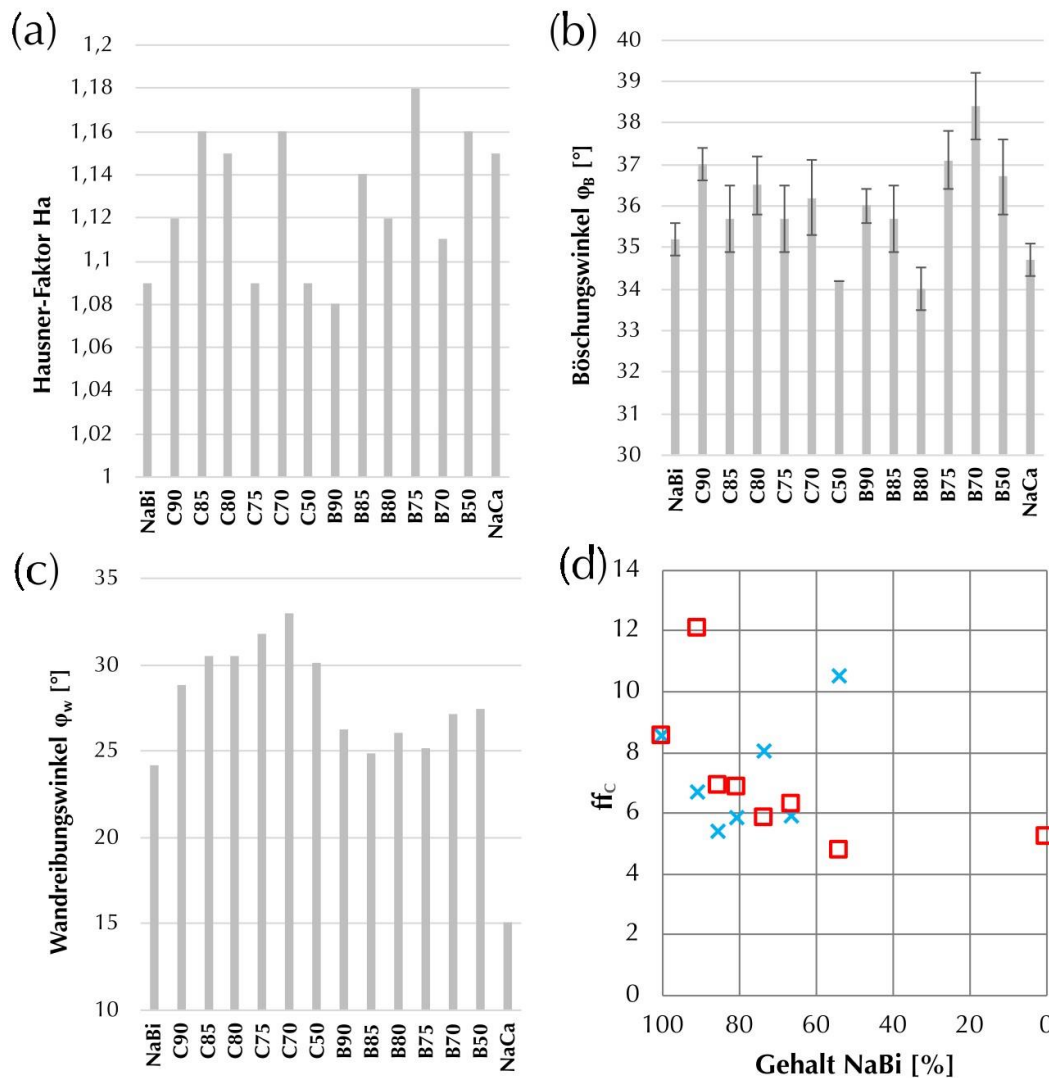 (a)
Hausner-Faktor Ha
1,2
1,18
1,16
1,14
1,12
1,1
1,08
1,06
1,04
1,02
1
NaBi
C90
C85
C80
C75
C70
C50
B90
B85
B80
B75
B70
B50
NaCa
(b)
Böschungswinkel φB [°]
40
39
38
37
36
35
34
33
32
31
30
NaBi
C90
C85
C80
C75
C70
C50
B90
B85
B80
B75
B70
B50
NaCa
(c)
Wandreibungswinkel φw [°]
35
30
25
20
15
10
NaBi
C90
C85
C80
C75
C70
C50
B90
B85
B80
B75
B70
B50
NaCa
(d)
ffC
14
12
10
8
6
4
2
0
100
80
60
40
20
0
Gehalt NaBi [%]